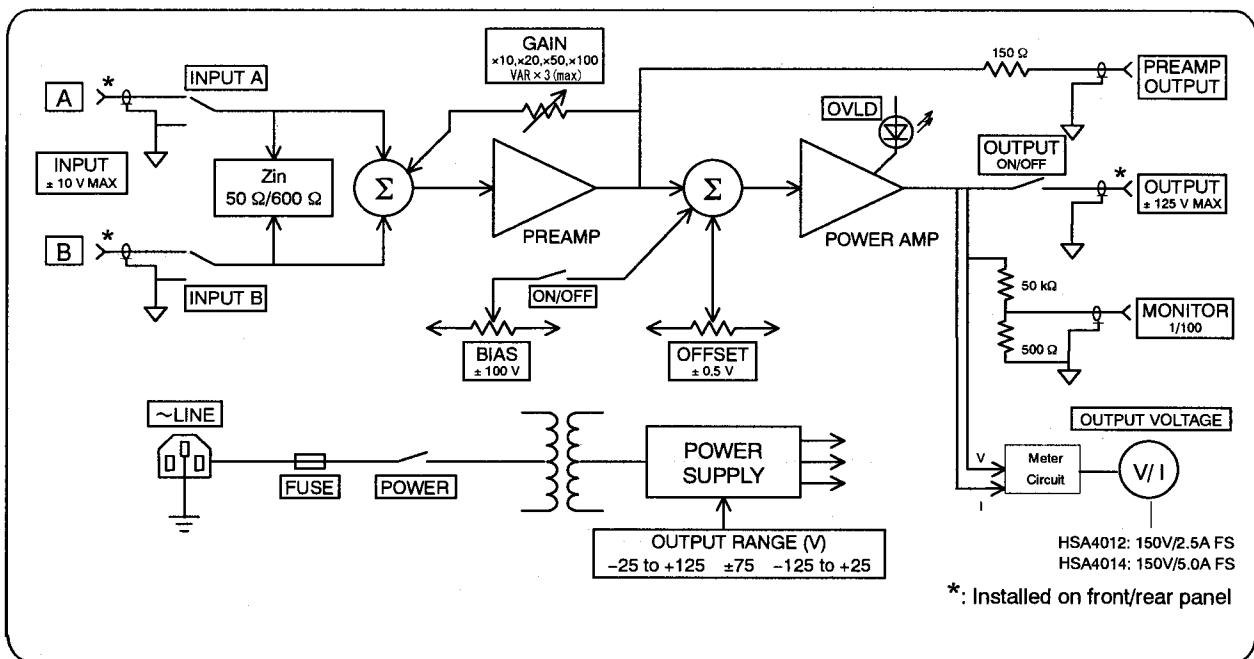 GAIN
×10,×20,×50,×100
VAR × 3 (max)
150 Ω
PREAMP
OUTPUT
A
*
INPUT A
OVLD
OUTPUT
ON/OFF
*
OUTPUT
± 125 V MAX
INPUT
± 10 V MAX
Zin
50 Ω/600 Ω
Σ
PREAMP
Σ
POWER AMP
B
*
INPUT B
ON/OFF
50 kΩ
500 Ω
MONITOR
1/100
BIAS
± 100 V
OFFSET
± 0.5 V
∼LINE
FUSE
POWER
POWER
SUPPLY
OUTPUT VOLTAGE
V
I
Meter
Circuit
V/ I
OUTPUT RANGE (V)
−25 to +125 ±75 −125 to +25
HSA4012: 150V/2.5A FS
HSA4014: 150V/5.0A FS
*: Installed on front/rear panel